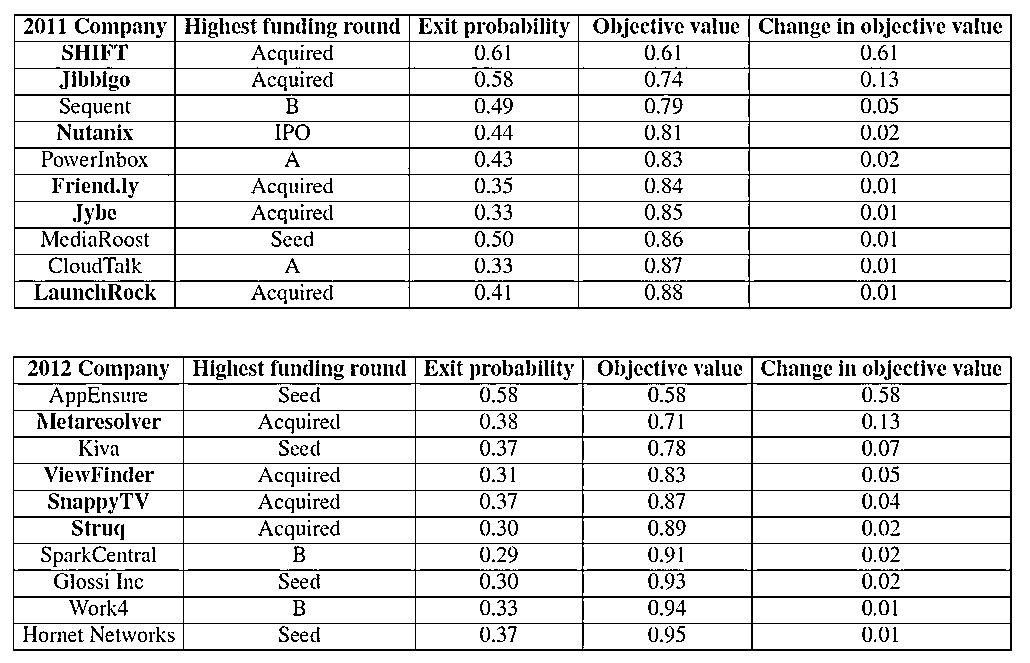 2011 Company Highest funding round Exit probability Objective value Change in objective value
SHIFT Acquired 0.61 0.61 0.61
Jibbigo Acquired 0.58 0.74 0.13
Sequent B 0.49 0.79 0.05
Nutanix IPO 0.44 0.81 0.02
PowerInbox A 0.43 0.83 0.02
Friend.ly Acquired 0.35 0.84 0.01
Jybe Acquired 0.33 0.85 0.01
MediaRoost Seed 0.50 0.86 0.01
CloudTalk A 0.33 0.87 0.01
LaunchRock Acquired 0.41 0.88 0.01
2012 Company Highest funding round Exit probability Objective value Change in objective value
AppEnsure Seed 0.58 0.58 0.58
Metaresolver Acquired 0.38 0.71 0.13
Kiva Seed 0.37 0.78 0.07
ViewFinder Acquired 0.31 0.83 0.05
SnappyTV Acquired 0.37 0.87 0.04
Struq Acquired 0.30 0.89 0.02
SparkCentral B 0.29 0.91 0.02
Glossi Inc Seed 0.30 0.93 0.02
Work4 B 0.33 0.94 0.01
Hornet Networks Seed 0.37 0.95 0.01